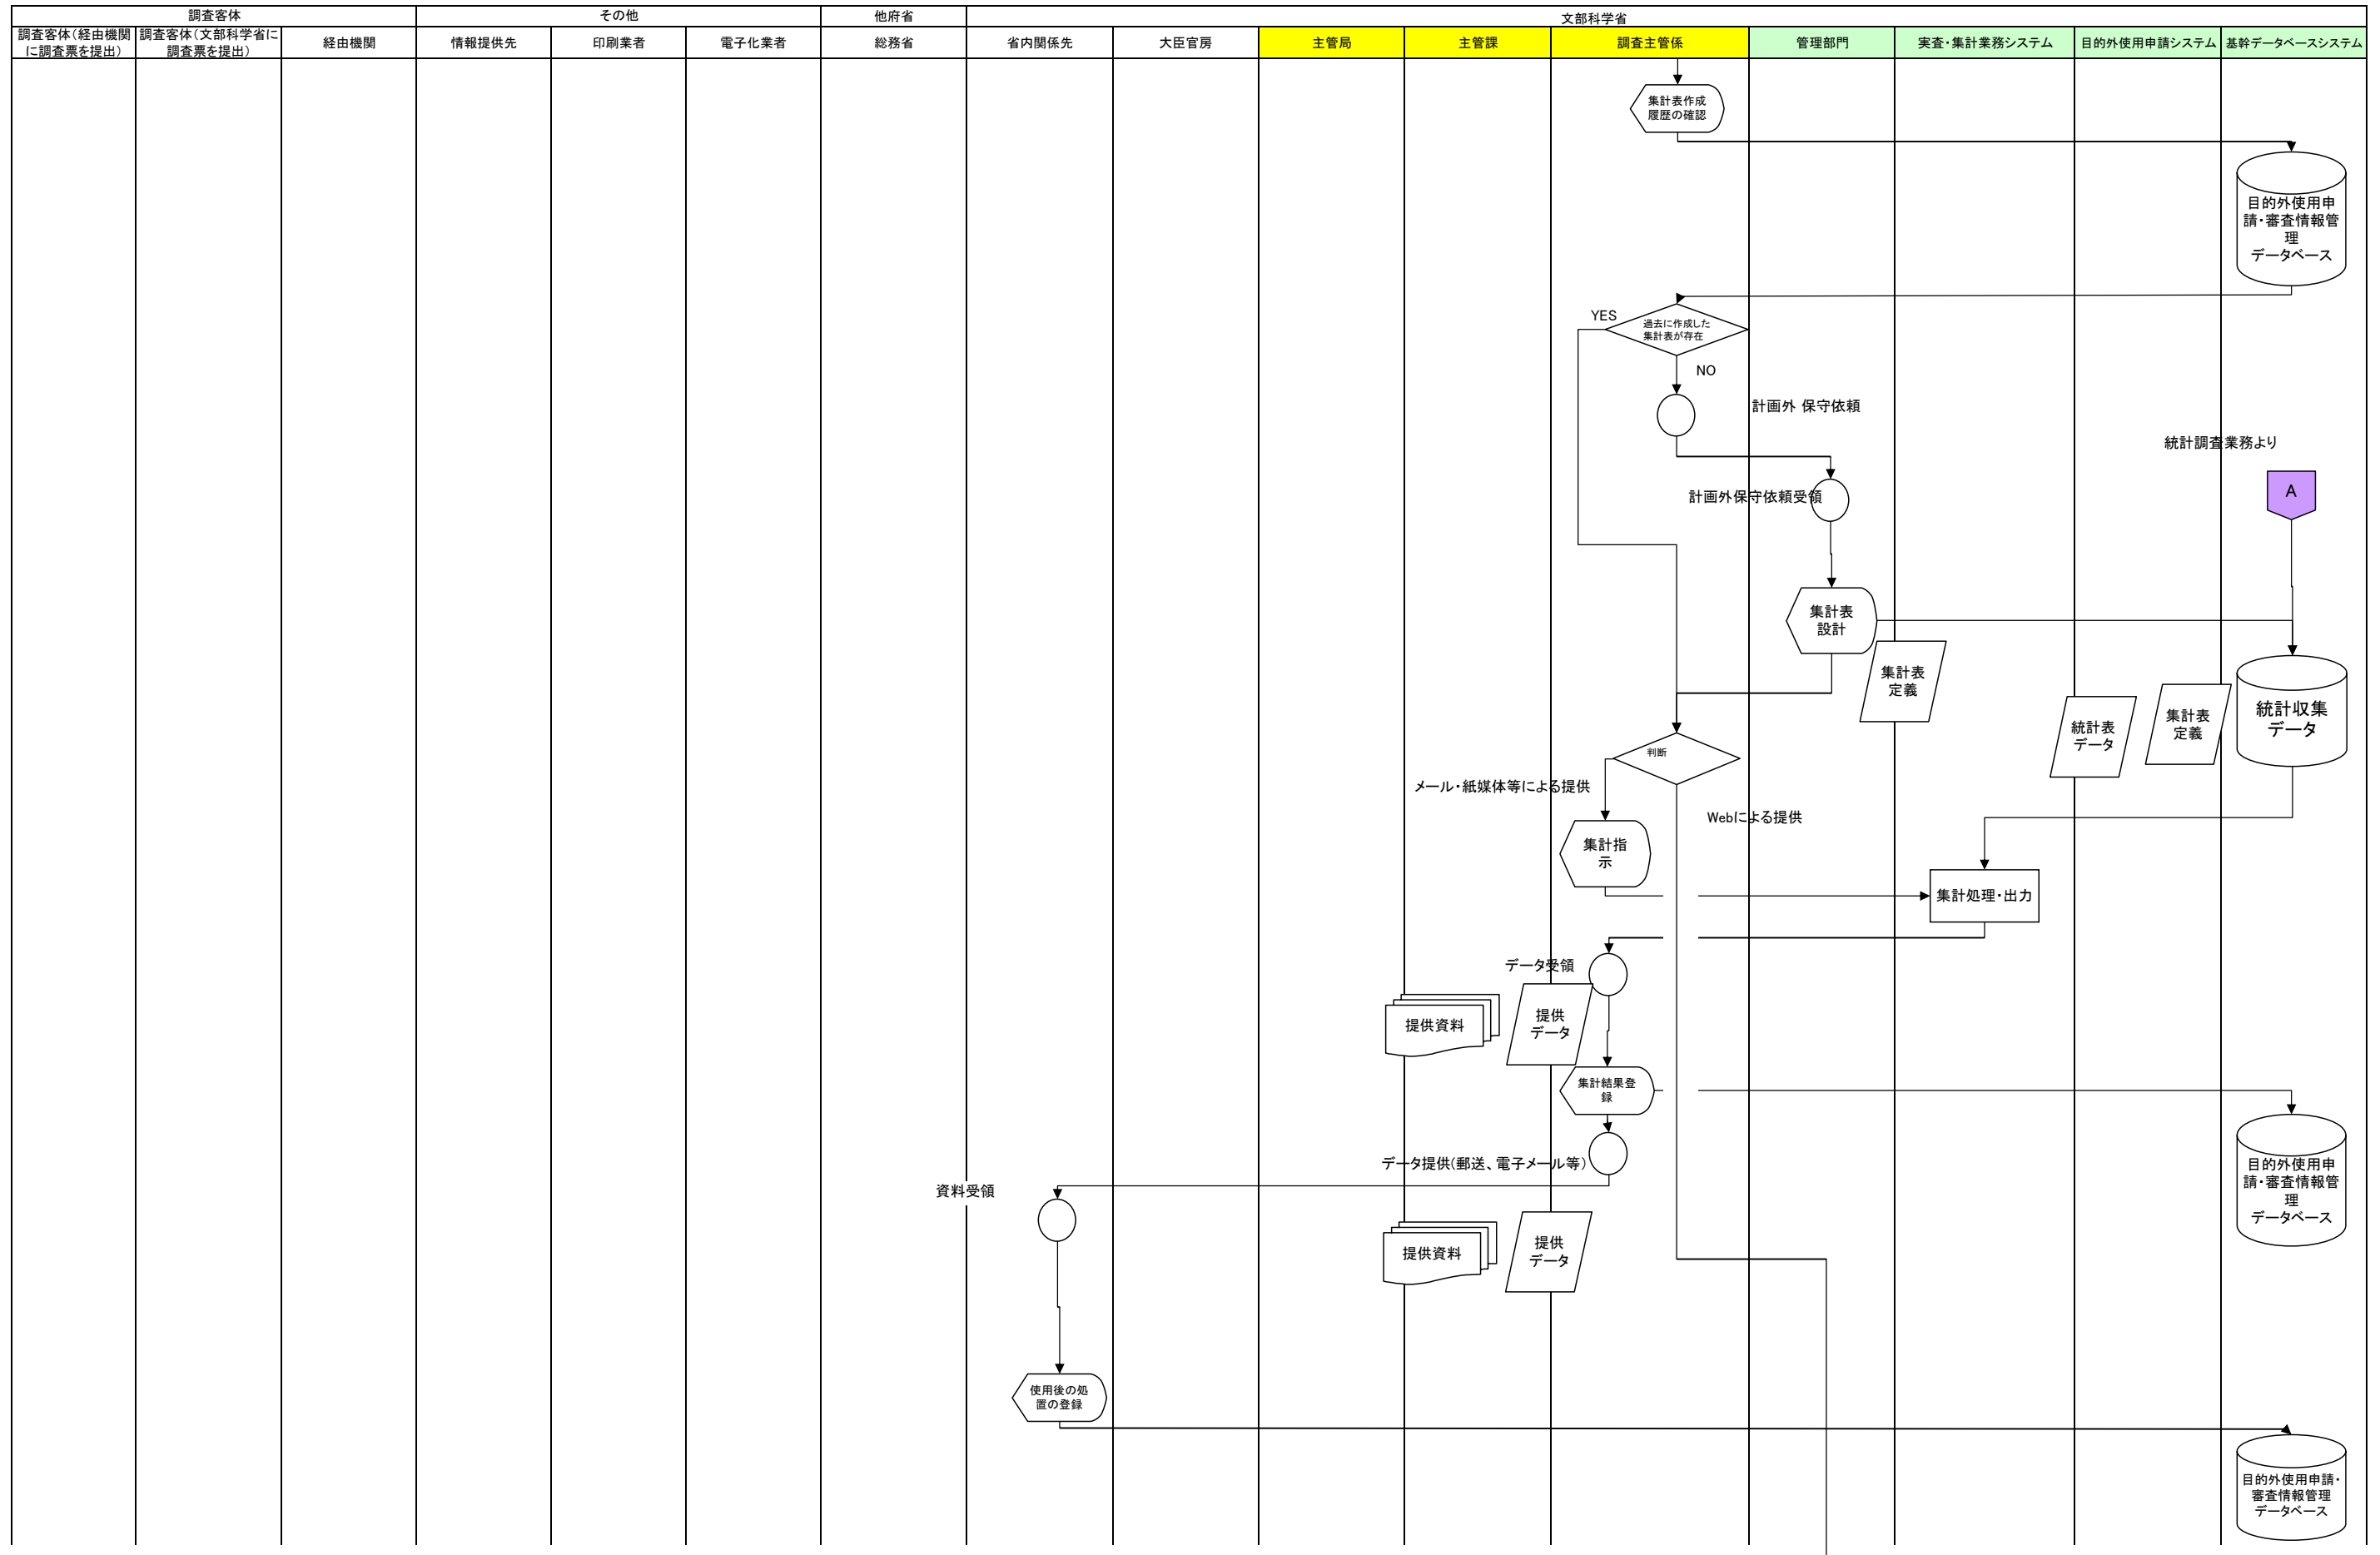 調査客体
その他
他府省
文部科学省
調査客体(経由機関
に調査票を提出)
調査客体(文部科学省に
調査票を提出)
経由機関
情報提供先
印刷業者
電子化業者
総務省
省内関係先
大臣官房
主管局
主管課
調査主管係
管理部門
実査・集計業務システム
目的外使用申請システム
基幹データベースシステム
集計表作成
履歴の確認
目的外使用申
請・審査情報管
理
データベース
YES
過去に作成した
集計表が存在
NO
計画外 保守依頼
統計調査業務より
A
計画外保守依頼受領
集計表
設計
集計表
定義
統計表
データ
集計表
定義
統計収集
データ
判断
メール・紙媒体等による提供
Webによる提供
集計指
示
集計処理・出力
データ受領
提供資料
提供
データ
集計結果登
録
データ提供(郵送、電子メール等)
目的外使用申
請・審査情報管
理
データベース
資料受領
提供資料
提供
データ
使用後の処
置の登録
目的外使用申請・
審査情報管理
データベース